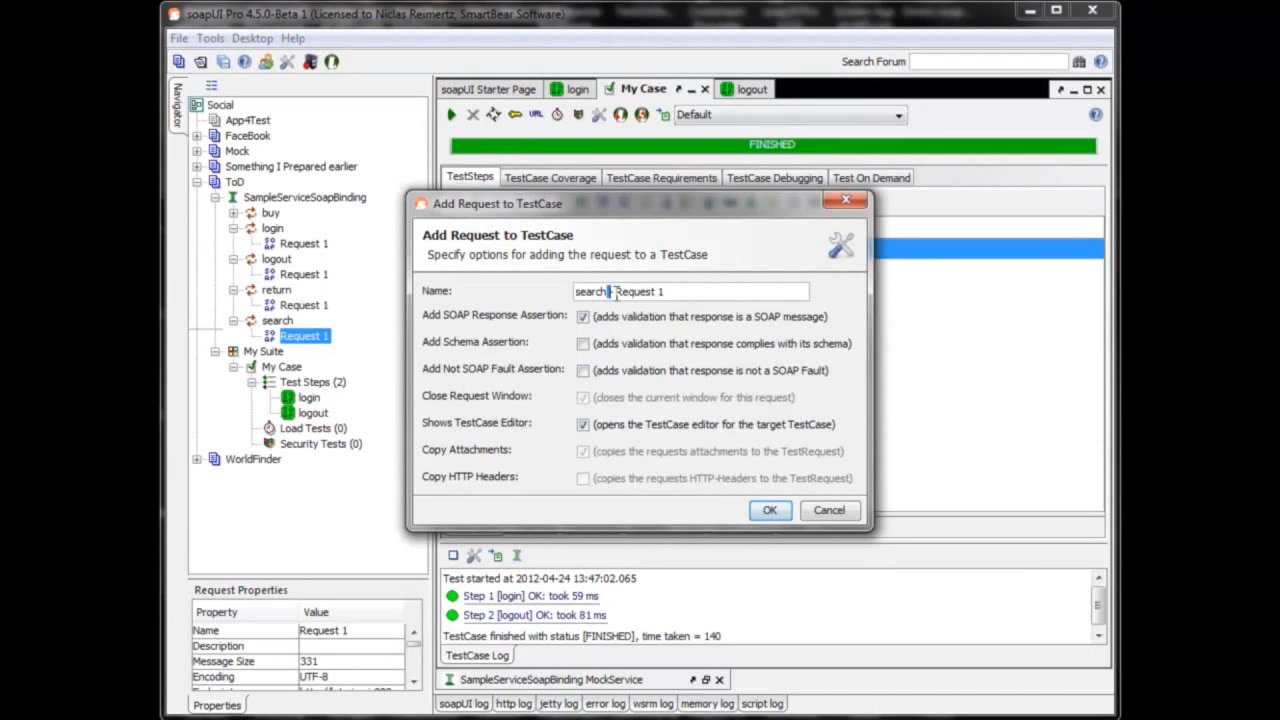 soapUI Pro 4.5.0-Beta 1 (Licensed to Niclas Reimertz, SmartBear Software)
File Tools Desktop Help
Search Forum
Navigator
soapUI Starter Page login My Case logout
Social
App4Test
FaceBook
Mock
Something I Prepared earlier
ToD
SampleServiceSoapBinding
buy
login
Request 1
logout
Request 1
return
Request 1
search
Request 1
My Suite
My Case
Test Steps (2)
login
logout
Load Tests (0)
Security Tests (0)
WorldFinder
URL Default
FINISHED
TestSteps TestCase Coverage TestCase Requirements TestCase Debugging Test On Demand
Add Request to TestCase
Add Request to TestCase
Specify options for adding the request to a TestCase
Name: search - Request 1
Add SOAP Response Assertion: (adds validation that response is a SOAP message)
Add Schema Assertion: (adds validation that response complies with its schema)
Add Not SOAP Fault Assertion: (adds validation that response is not a SOAP Fault)
Close Request Window: (closes the current window for this request)
Shows TestCase Editor: (opens the TestCase editor for the target TestCase)
Copy Attachments: (copies the requests attachments to the TestRequest)
Copy HTTP Headers: (copies the requests HTTP-Headers to the TestRequest)
OK Cancel
Test started at 2012-04-24 13:47:02.065
Step 1 [login] OK: took 59 ms
Step 2 [logout] OK: took 81 ms
TestCase finished with status [FINISHED], time taken = 140
TestCase Log
SampleServiceSoapBinding MockService
Request Properties
Property Value
Name Request 1
Description
Message Size 331
Encoding UTF-8
Properties
soapUI log http log jetty log error log wsrm log memory log script log